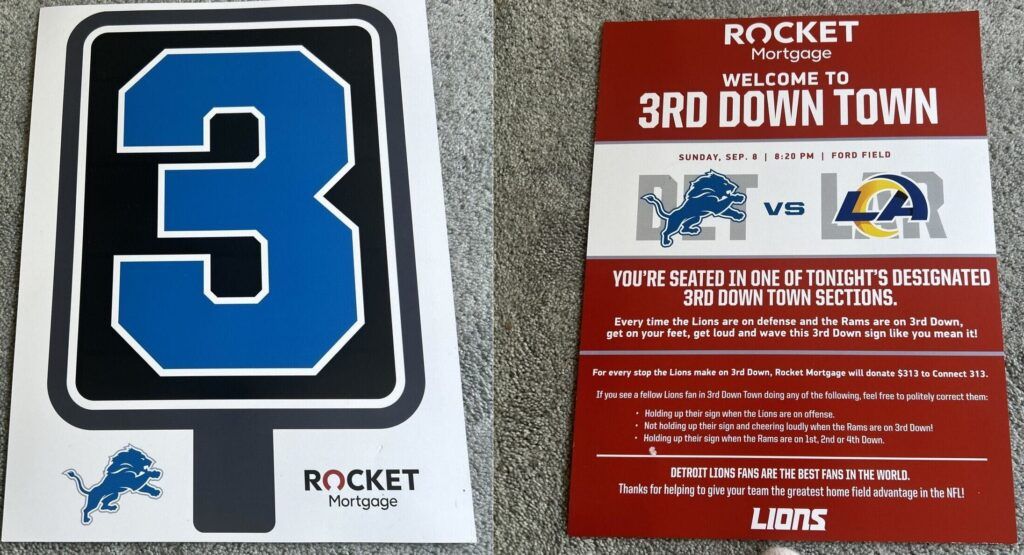 3
ROCKET
Mortgage
ROCKET
Mortgage
WELCOME TO
3RD DOWN TOWN
SUNDAY, SEP. 8 | 8:20 PM | FORD FIELD
DET VS LAR
LA
YOU'RE SEATED IN ONE OF TONIGHT'S DESIGNATED
3RD DOWN TOWN SECTIONS.
Every time the Lions are on defense and the Rams are on 3rd Down,
get on your feet, get loud and wave this 3rd Down sign like you mean it!
For every stop the Lions make on 3rd Down, Rocket Mortgage will donate $313 to Connect 313.
If you see a fellow Lions fan in 3rd Down Town doing any of the following, feel free to politely correct them:
• Holding up their sign when the Lions are on offense.
• Not holding up their sign and cheering loudly when the Rams are on 3rd Down!
• Holding up their sign when the Rams are on 1st, 2nd or 4th Down.
DETROIT LIONS FANS ARE THE BEST FANS IN THE WORLD.
Thanks for helping to give your team the greatest home field advantage in the NFL!
LIONS